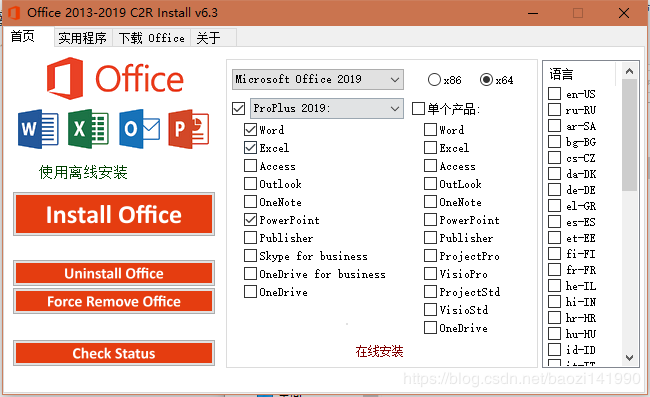 Office 2013-2019 C2R Install v6.3
首页 实用程序 下载 Office 关于
Office
使用离线安装
Install Office
Uninstall Office
Force Remove Office
Check Status
Microsoft Office 2019 x86 x64
ProPlus 2019: 单个产品:
Word Word
Excel Excel
Access Access
OutLook OutLook
OneNote OneNote
PowerPoint PowerPoint
Publisher Publisher
Skype for business ProjectPro
OneDrive for business VisioPro
OneDrive ProjectStd
VisioStd
OneDrive
在线安装
语言
en-US
ru-RU
ar-SA
bg-BG
cs-CZ
da-DK
de-DE
el-GR
es-ES
et-EE
fi-FI
fr-FR
he-IL
hi-IN
hr-HR
hu-HU
id-ID
it-IT
https://blog.csdn.net/baozi141990